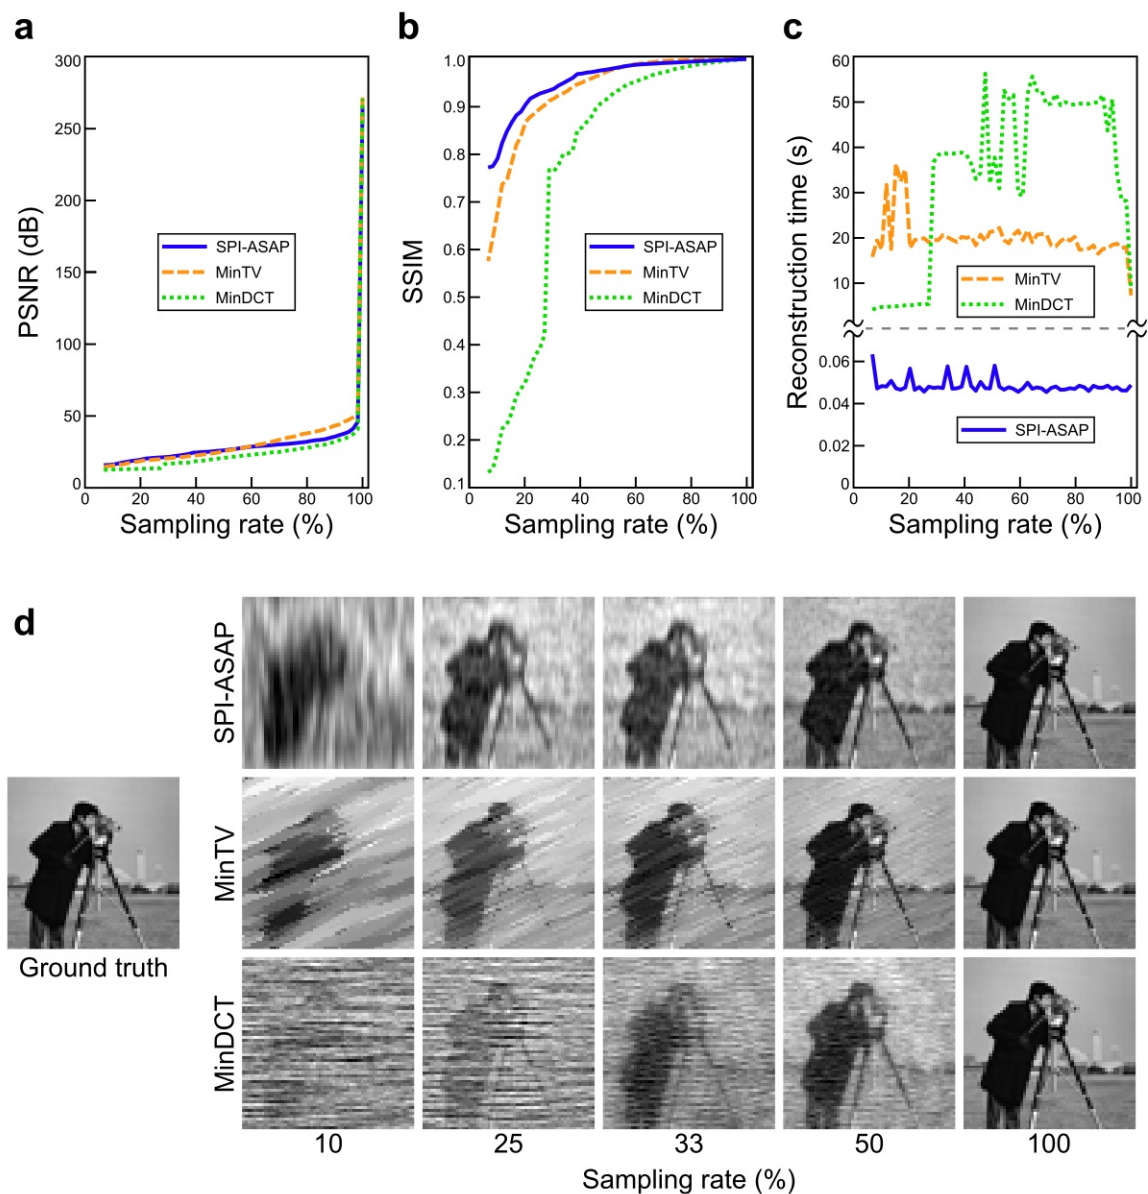 a
300
250
200
150
100
50
0
PSNR (dB)
SPI-ASAP
MinTV
MinDCT
0 20 40 60 80 100
Sampling rate (%)
b
1.0
0.9
0.8
0.7
0.6
0.5
0.4
0.3
0.2
0.1
SSIM
SPI-ASAP
MinTV
MinDCT
0 20 40 60 80 100
Sampling rate (%)
c
60
50
40
30
20
10
0.06
0.04
0.02
0
Reconstruction time (s)
MinTV
MinDCT
SPI-ASAP
0 20 40 60 80 100
Sampling rate (%)
d
SPI-ASAP
MinTV
Ground truth
MinDCT
10 25 33 50 100
Sampling rate (%)